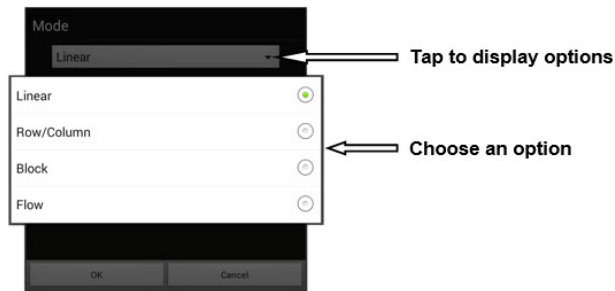 Mode
Linear
Tap to display options
Linear
Row/Column
Choose an option
Block
Flow
OK
Cancel